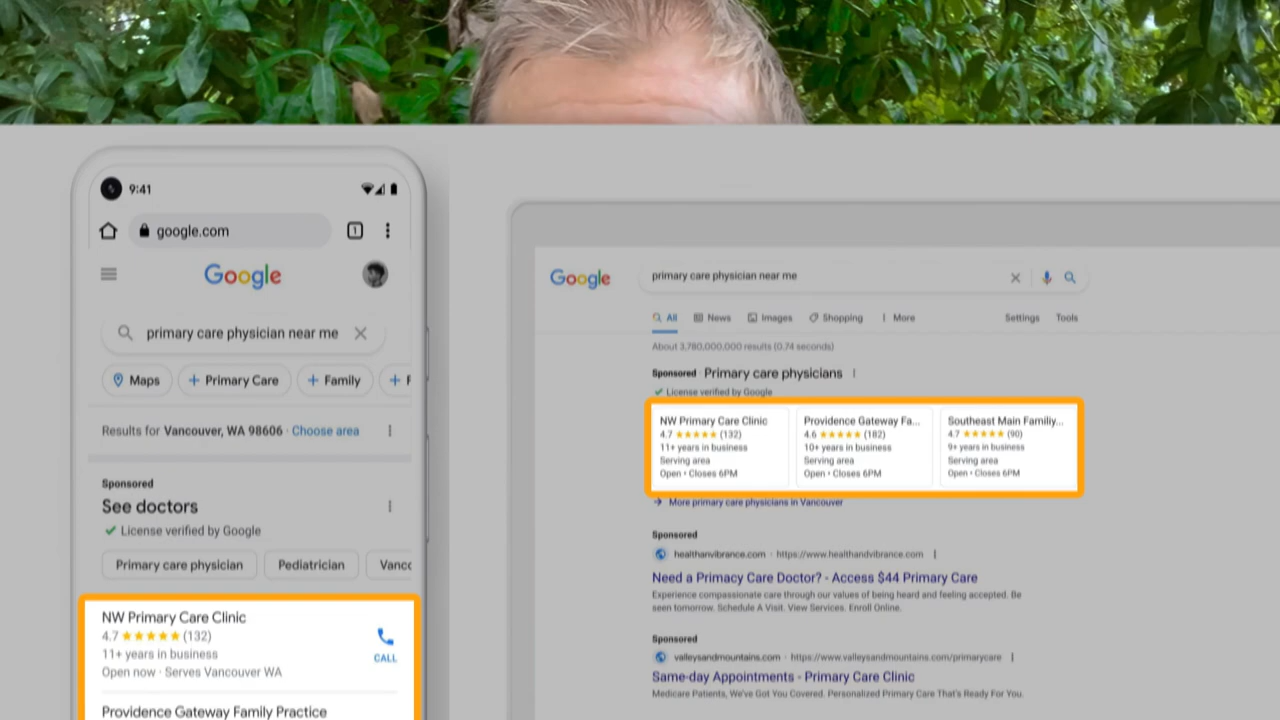 9:41
google.com
1
Google
primary care physician near me
Maps
+ Primary Care
+ Family
+ F
Results for Vancouver, WA 98606 · Choose area
Sponsored
See doctors
License verified by Google
Primary care physician
Pediatrician
Vanc
NW Primary Care Clinic
4.7 ★★★★★ (132)
11+ years in business
Open now · Serves Vancouver WA
CALL
Providence Gateway Family Practice
Google
primary care physician near me
All
News
Images
Shopping
More
Settings
Tools
About 3,780,000,000 results (0.74 seconds)
Sponsored · Primary care physicians
License verified by Google
NW Primary Care Clinic
4.7 ★★★★★ (132)
11+ years in business
Serving area
Open · Closes 6PM
Providence Gateway Fa...
4.6 ★★★★★ (182)
10+ years in business
Serving area
Open · Closes 6PM
Southeast Main Familiy...
4.7 ★★★★★ (90)
9+ years in business
Serving area
Open · Closes 6PM
→ More primary care physicians in Vancouver
Sponsored
healthanvibrance.com · https://www.healthandvibrance.com
Need a Primacy Care Doctor? - Access $44 Primary Care
Experience compassionate care through our values of being heard and feeling accepted. Be
seen tomorrow. Schedule A Visit. View Services. Enroll Online.
Sponsored
valleysandmountains.com · https://www.valleysandmountains.com/primarycare
Same-day Appointments - Primary Care Clinic
Medicare Patients, We've Got You Covered. Personalized Primary Care That's Ready For You.